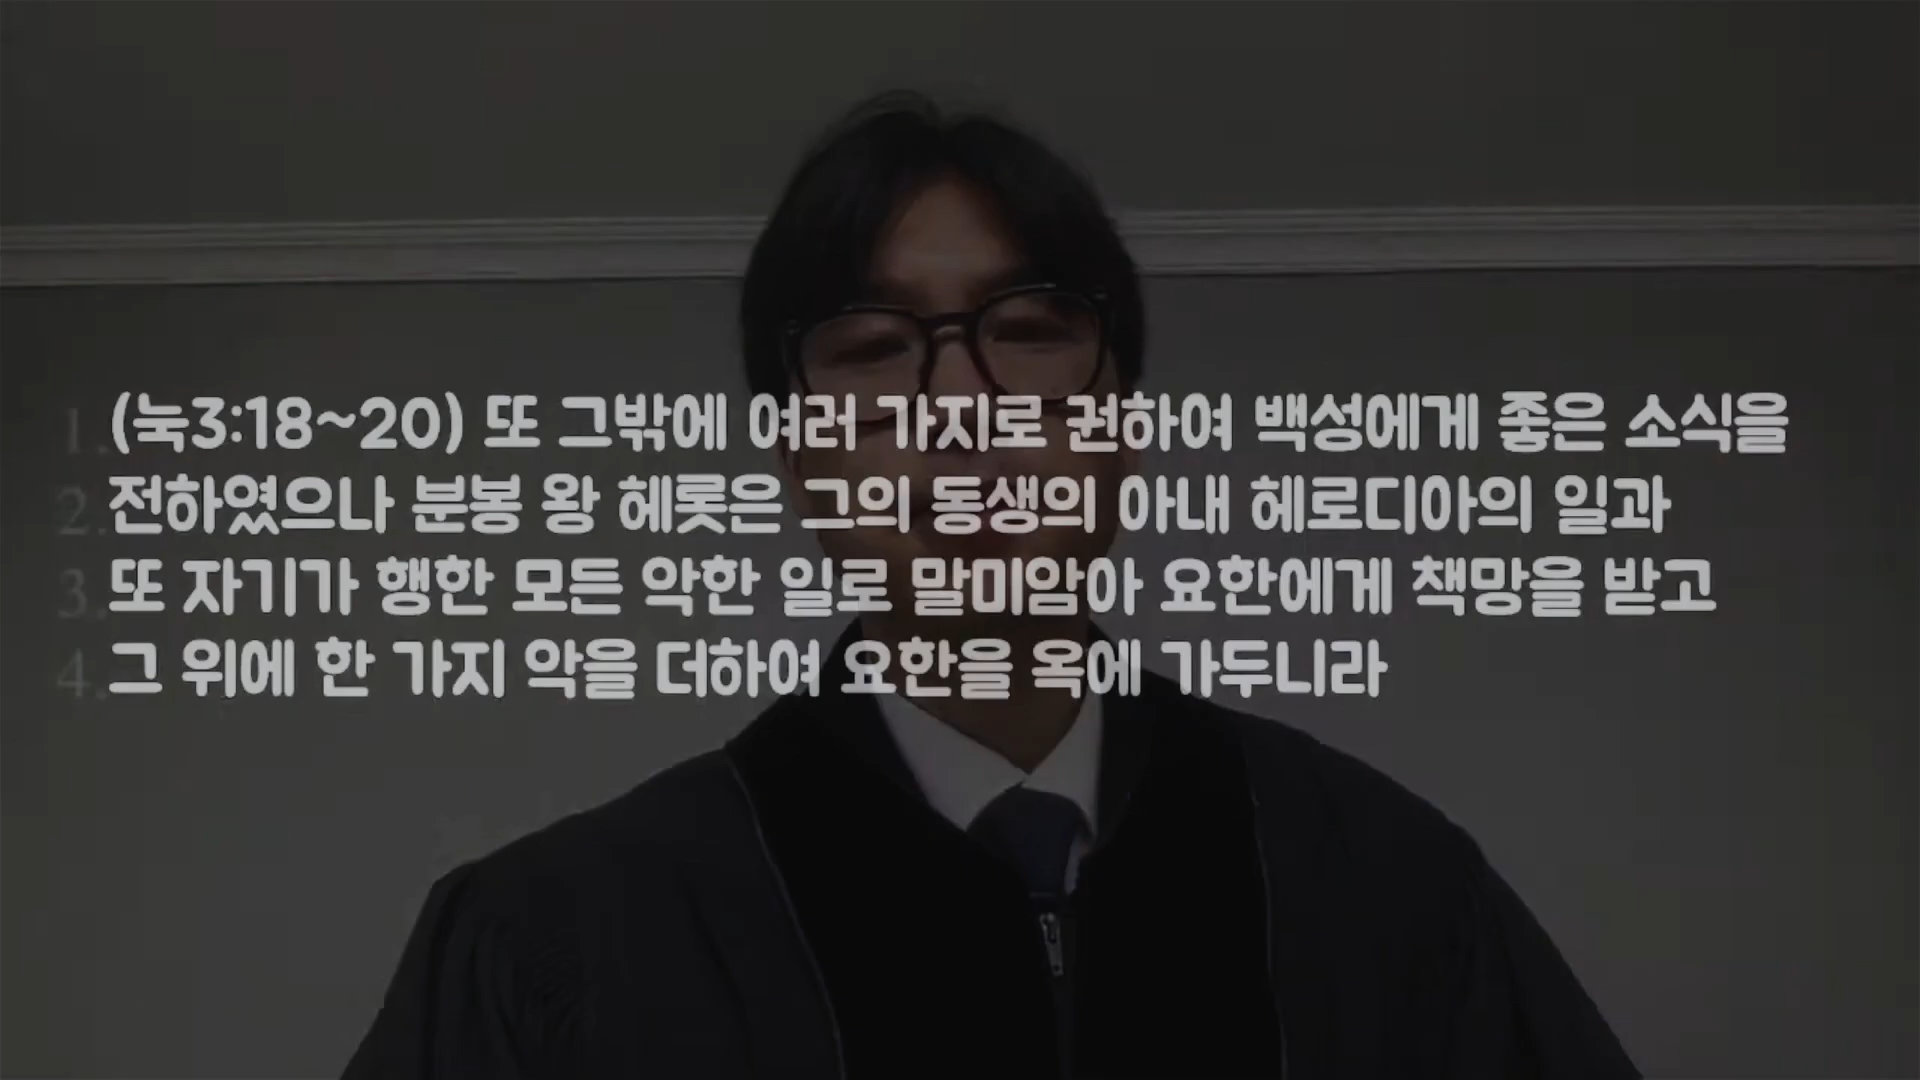 1. (눅3:18~20) 또 그밖에 여러 가지로 권하여 백성에게 좋은 소식을
2. 전하였으나 분봉 왕 헤롯은 그의 동생의 아내 헤로디아의 일과
3. 또 자기가 행한 모든 악한 일로 말미암아 요한에게 책망을 받고
4. 그 위에 한 가지 악을 더하여 요한을 옥에 가두니라